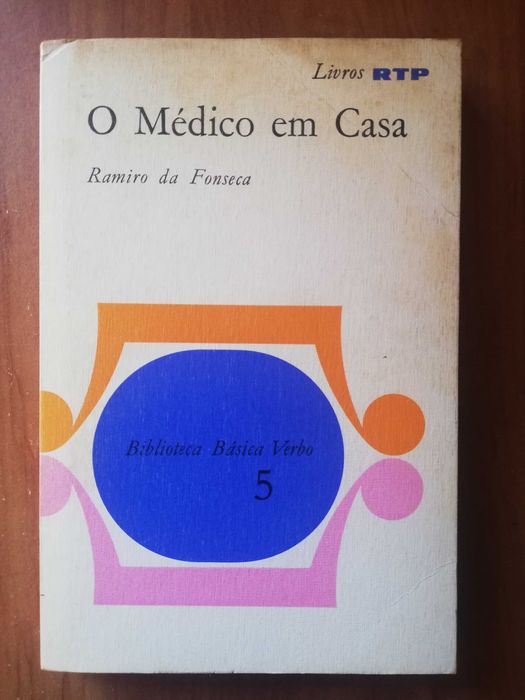 Livros RTP
O Médico em Casa
Ramiro da Fonseca
Biblioteca Básica Verbo
5